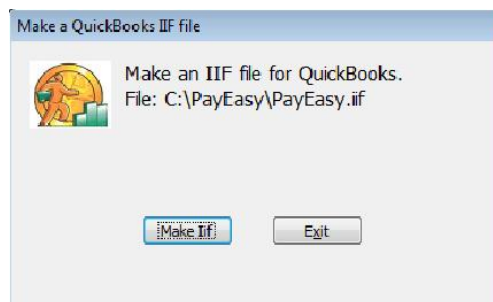 Make a QuickBooks IIF file
Make an IIF file for QuickBooks.
File: C:\PayEasy\PayEasy.iif
Make Iif
Exit